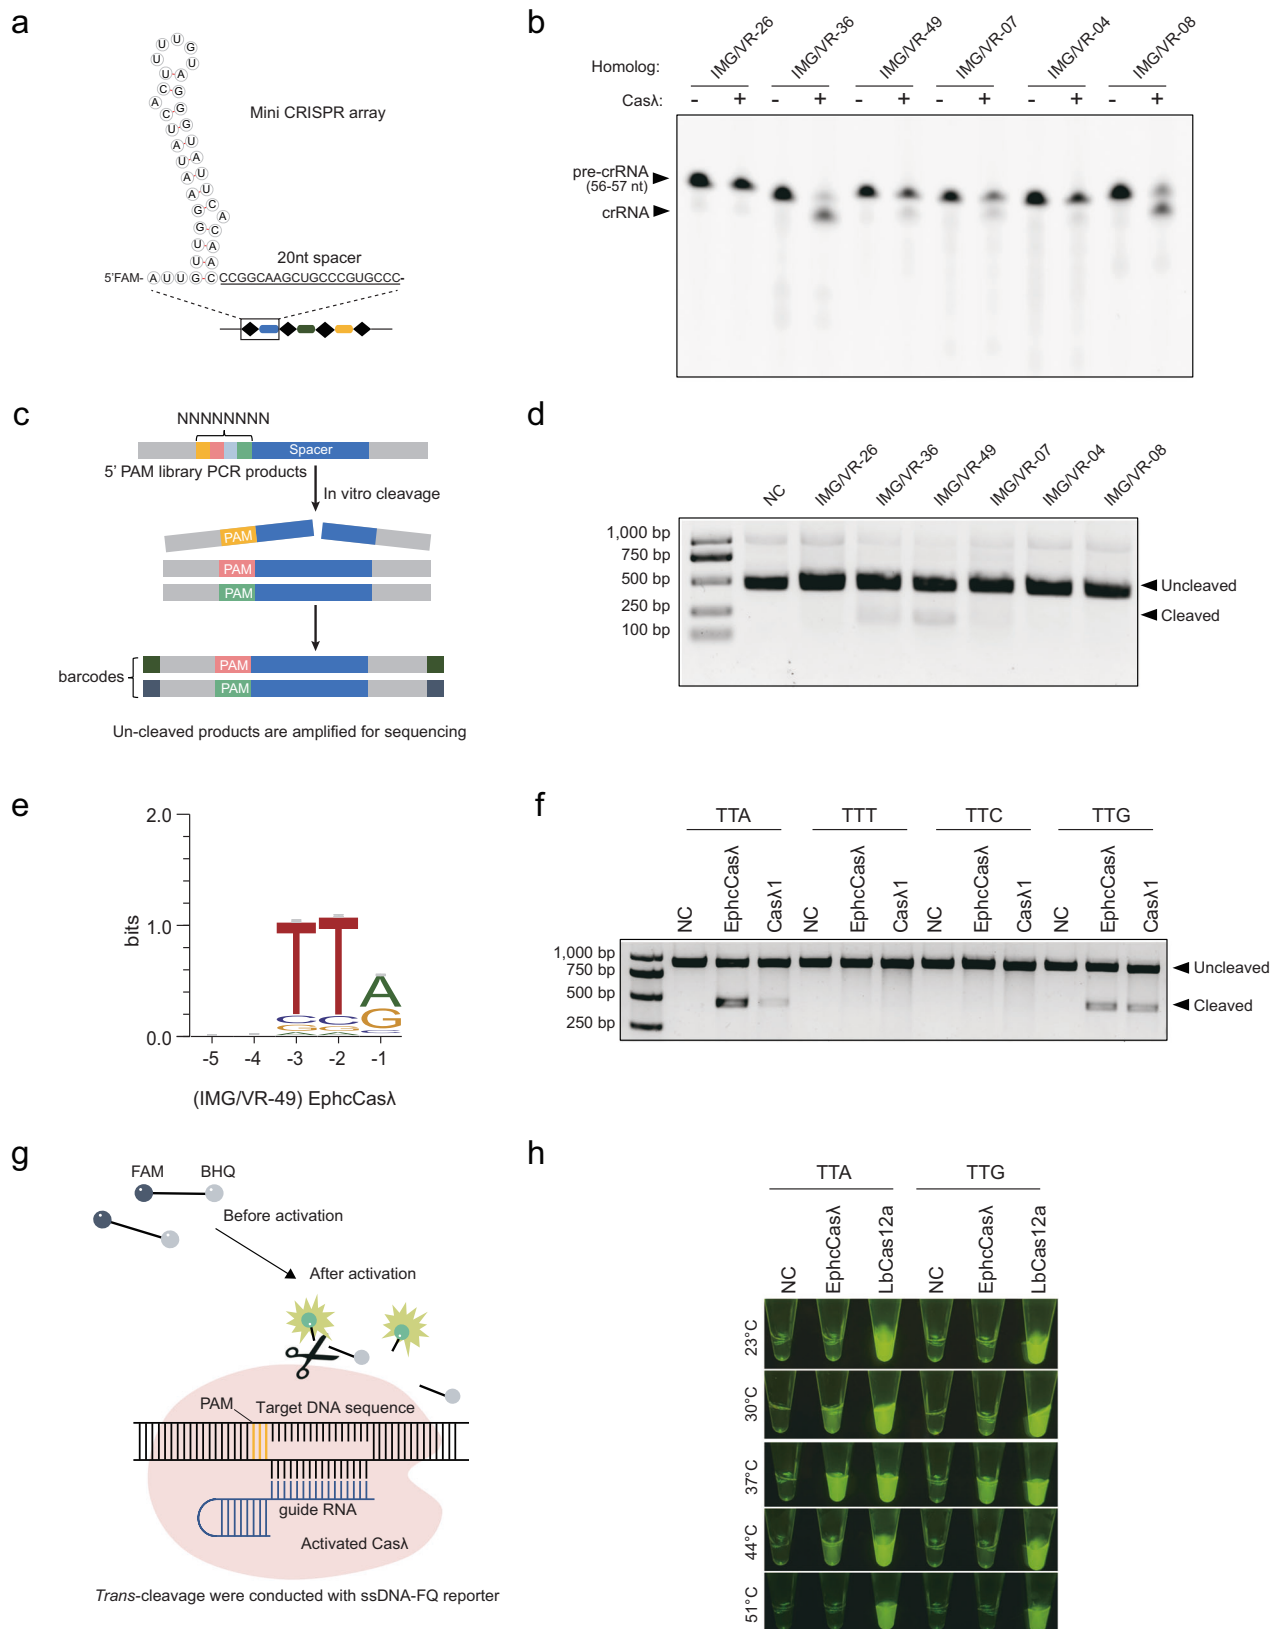 a
U U G
U U
U A
U G
C G
A G
C U
U A
A U
U U
A U
A C
G A
G C
U A
U A
Mini CRISPR array
20nt spacer
5'FAM- A U U G C CCGGCAAGCUGCCCGUGCCC-
b
Homolog: IMG/VR-26 IMG/VR-36 IMG/VR-49 IMG/VR-07 IMG/VR-04 IMG/VR-08
Casλ: - + - + - + - + - + - +
pre-crRNA
(56-57 nt)
crRNA
c
NNNNNNNN
Spacer
5' PAM library PCR products
In vitro cleavage
PAM
PAM
PAM
barcodes
PAM
PAM
Un-cleaved products are amplified for sequencing
d
NC IMG/VR-26 IMG/VR-36 IMG/VR-49 IMG/VR-07 IMG/VR-04 IMG/VR-08
1,000 bp
750 bp
500 bp
250 bp
100 bp
Uncleaved
Cleaved
e
2.0
1.0
0.0
bits
T T A
C C G
G G C
A A
-5 -4 -3 -2 -1
(IMG/VR-49) EphcCasλ
f
TTA TTT TTC TTG
NC EphcCasλ Casλ1 NC EphcCasλ Casλ1 NC EphcCasλ Casλ1 NC EphcCasλ Casλ1
1,000 bp
750 bp
500 bp
250 bp
Uncleaved
Cleaved
g
FAM BHQ
Before activation
After activation
PAM
Target DNA sequence
guide RNA
Activated Casλ
Trans-cleavage were conducted with ssDNA-FQ reporter
h
TTA TTG
NC EphcCasλ LbCas12a NC EphcCasλ LbCas12a
23°C
30°C
37°C
44°C
51°C